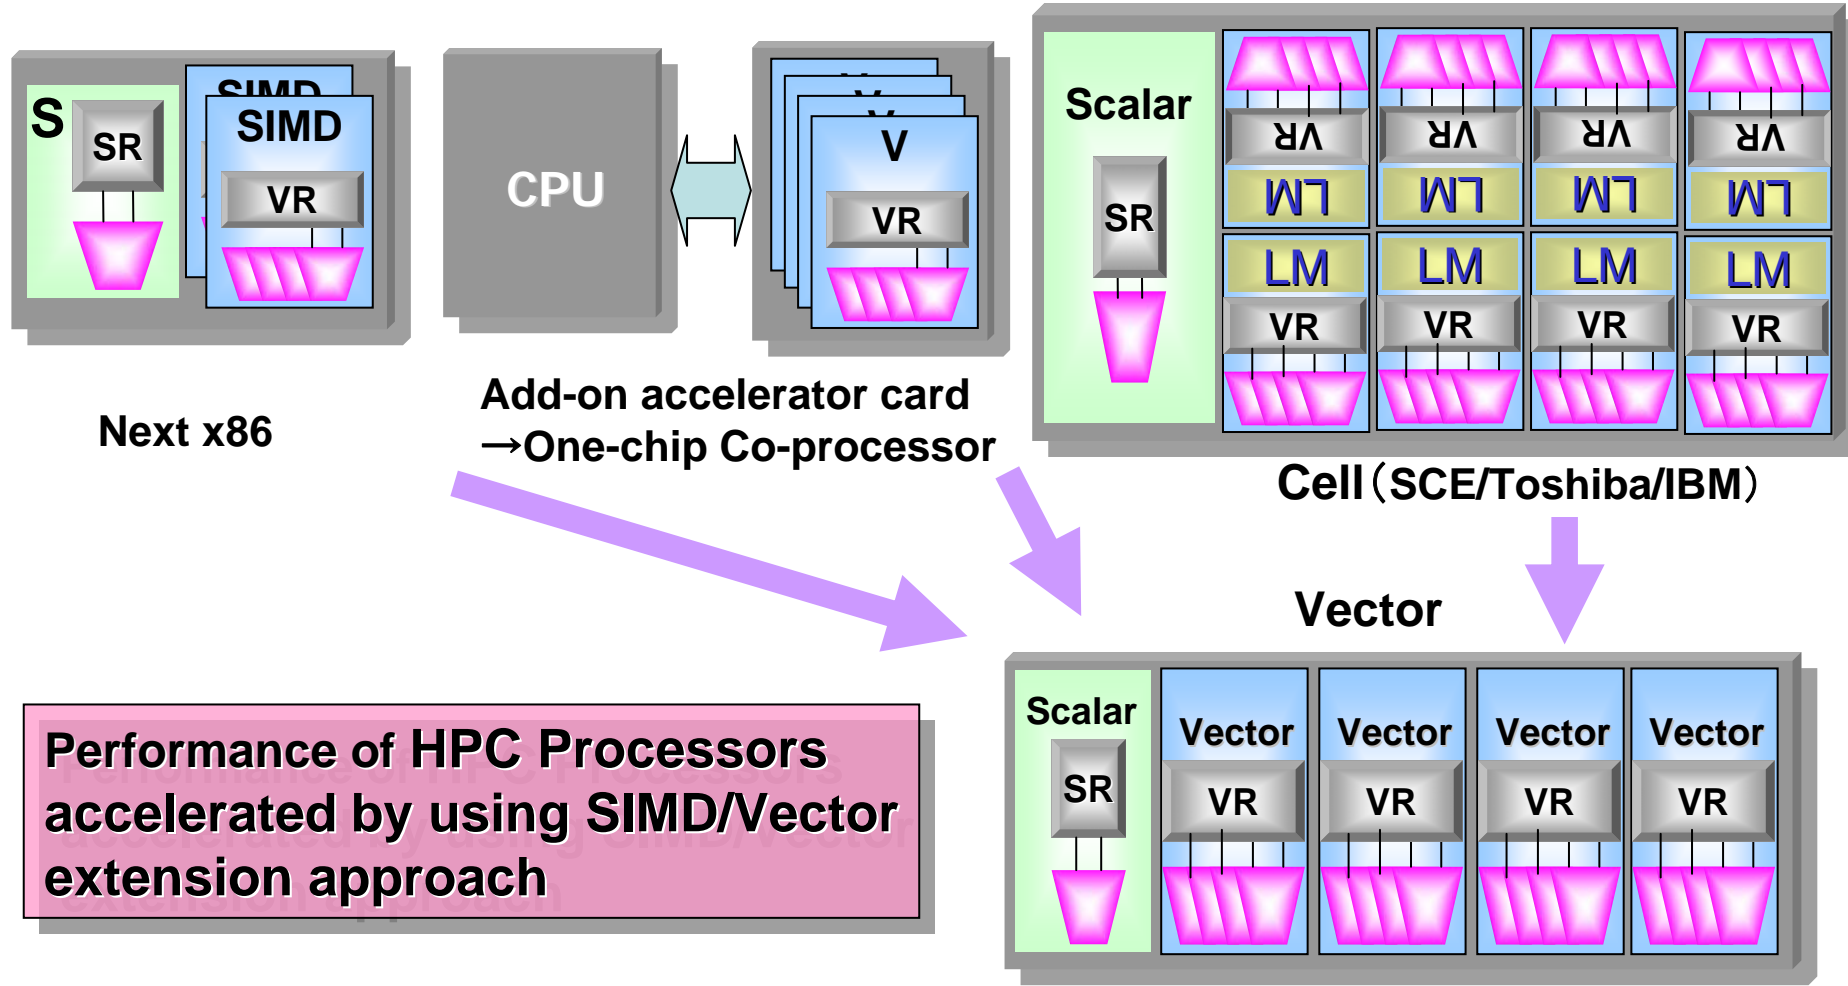 S
SR
SIMD
SIMD
VR
Next x86
CPU
V
V
V
V
VR
Add-on accelerator card
→One-chip Co-processor
Scalar
SR
VR VR VR VR
LM LM LM LM
LM LM LM LM
VR VR VR VR
Cell（SCE/Toshiba/IBM）
Vector
Scalar
SR
Vector Vector Vector Vector
VR VR VR VR
Performance of HPC Processors
accelerated by using SIMD/Vector
extension approach